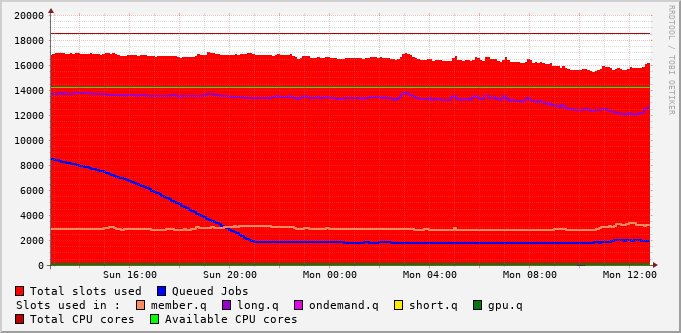 RRDTOOL / TOBI OETIKER
20000
18000
16000
14000
12000
10000
8000
6000
4000
2000
0
Sun 16:00 Sun 20:00 Mon 00:00 Mon 04:00 Mon 08:00 Mon 12:00
Total slots used Queued Jobs
Slots used in : member.q long.q ondemand.q short.q gpu.q
Total CPU cores Available CPU cores